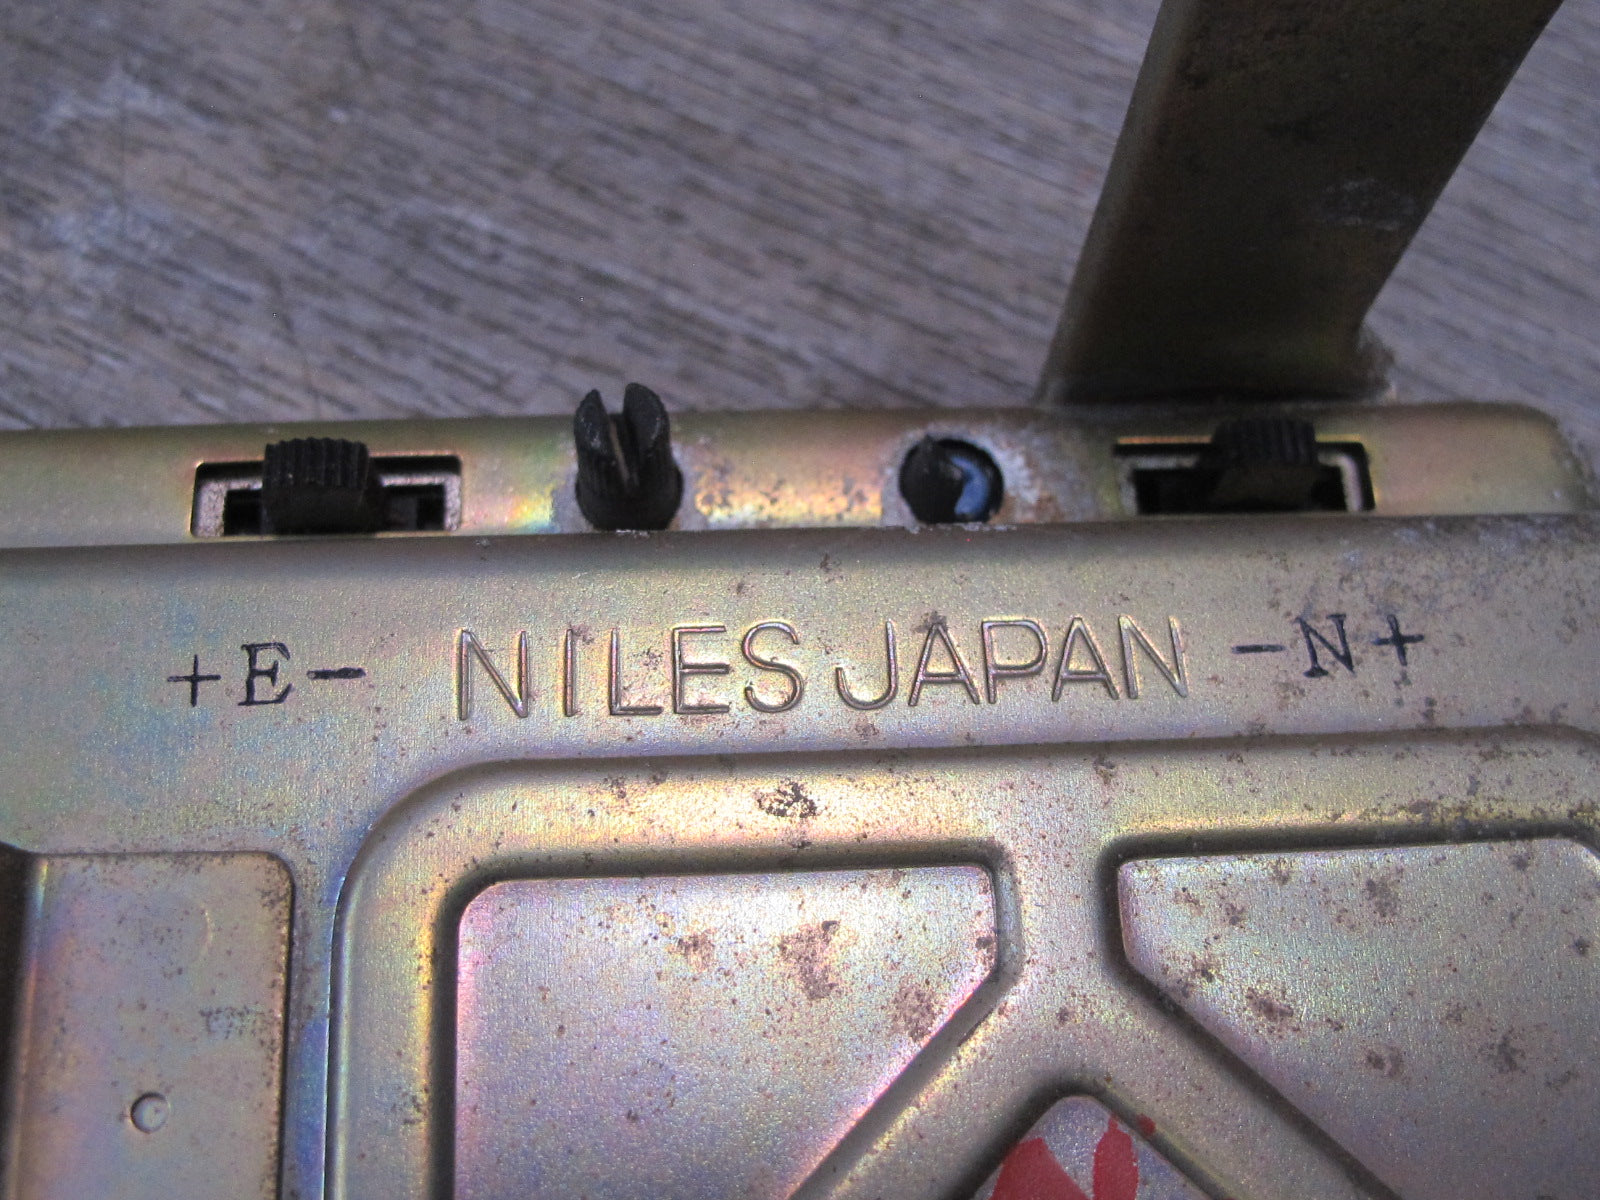 +E- NILES JAPAN -N+